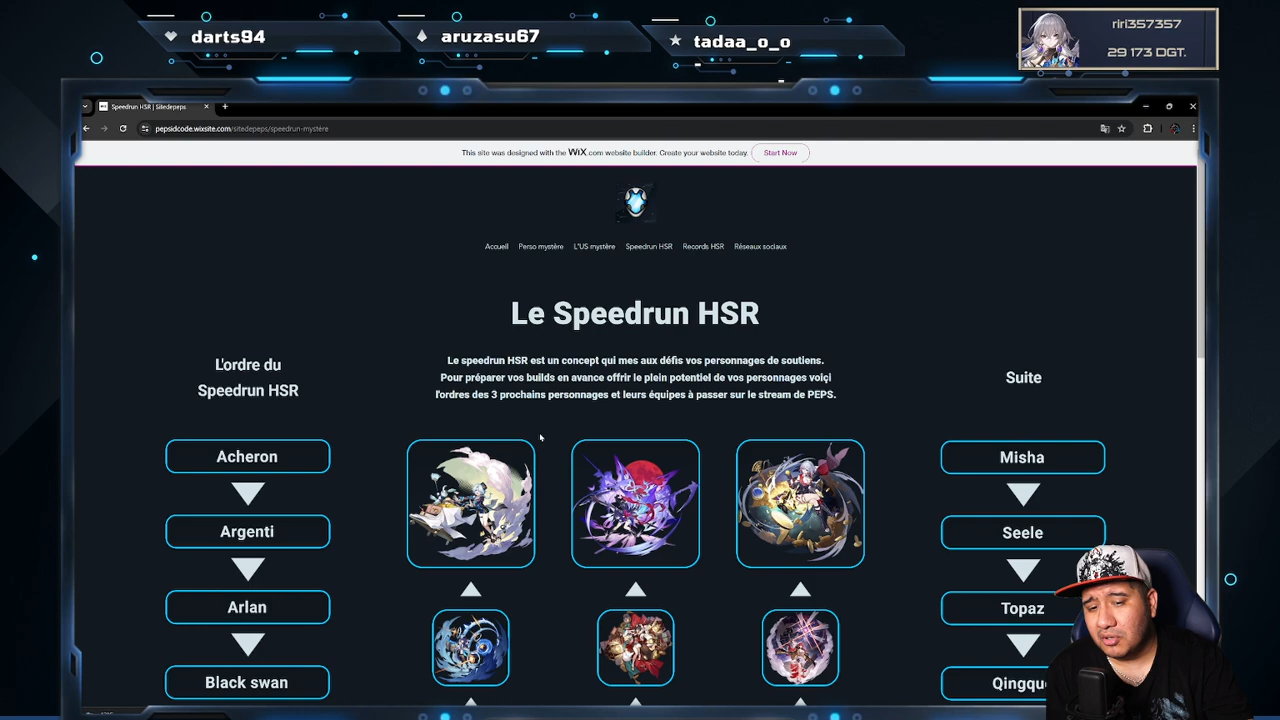 darts94
aruzasu67
tadaa_o_o
riri357357
29 173 DGT.
Speedrun HSR | Sitedepeps
pepsidcode.wixsite.com/sitedepeps/speedrun-mystère
This site was designed with the WiX.com website builder. Create your website today.
Start Now
Accueil
Perso mystère
L'US mystère
Speedrun HSR
Records HSR
Réseaux sociaux
Le Speedrun HSR
L'ordre du
Speedrun HSR
Le speedrun HSR est un concept qui mes aux défis vos personnages de soutiens.
Pour préparer vos builds en avance offrir le plein potentiel de vos personnages voiçi
l'ordres des 3 prochains personnages et leurs équipes à passer sur le stream de PEPS.
Suite
Acheron
Argenti
Arlan
Black swan
Misha
Seele
Topaz
Qingqu